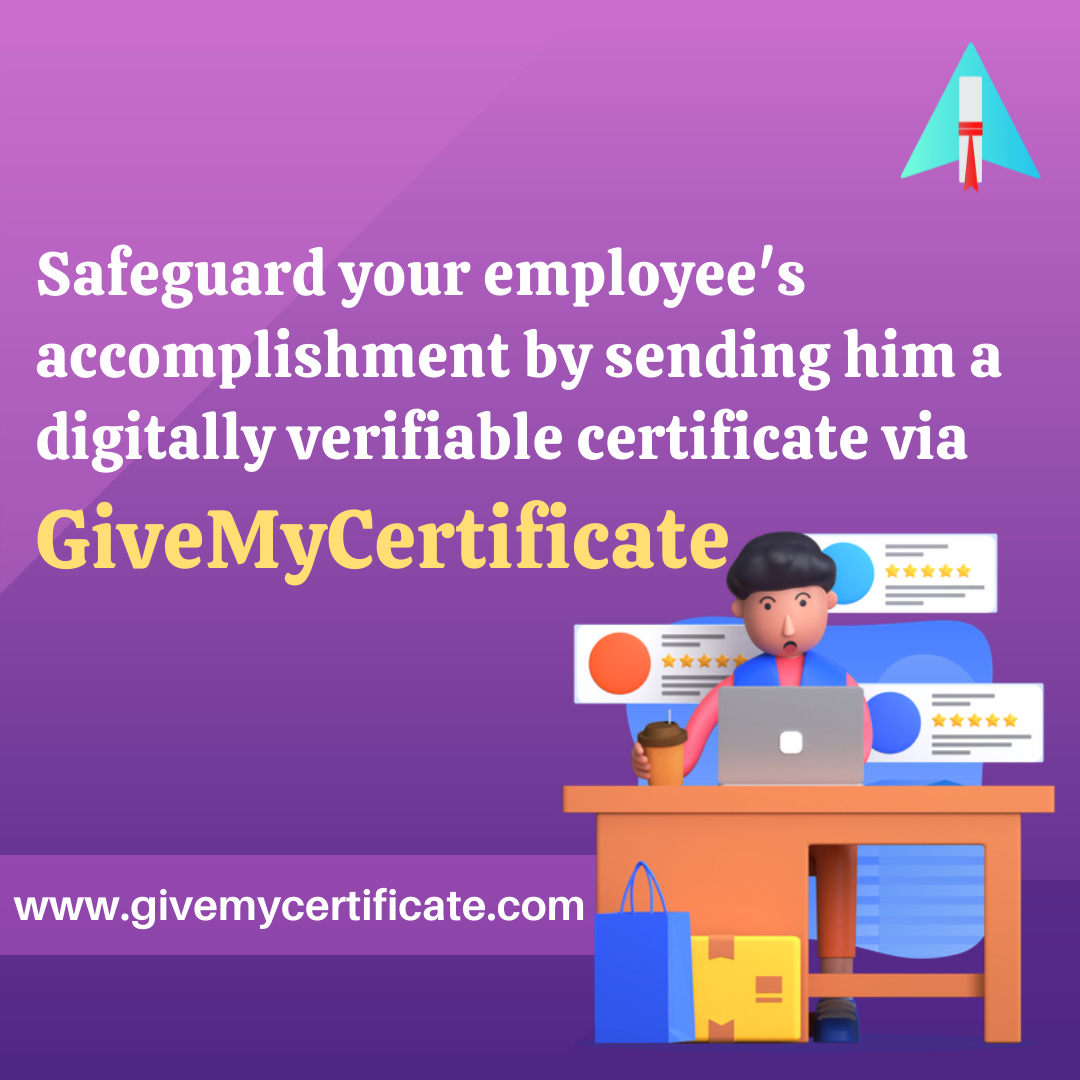 Safeguard your employee's
accomplishment by sending him a
digitally verifiable certificate via
GiveMyCertificate
www.givemycertificate.com